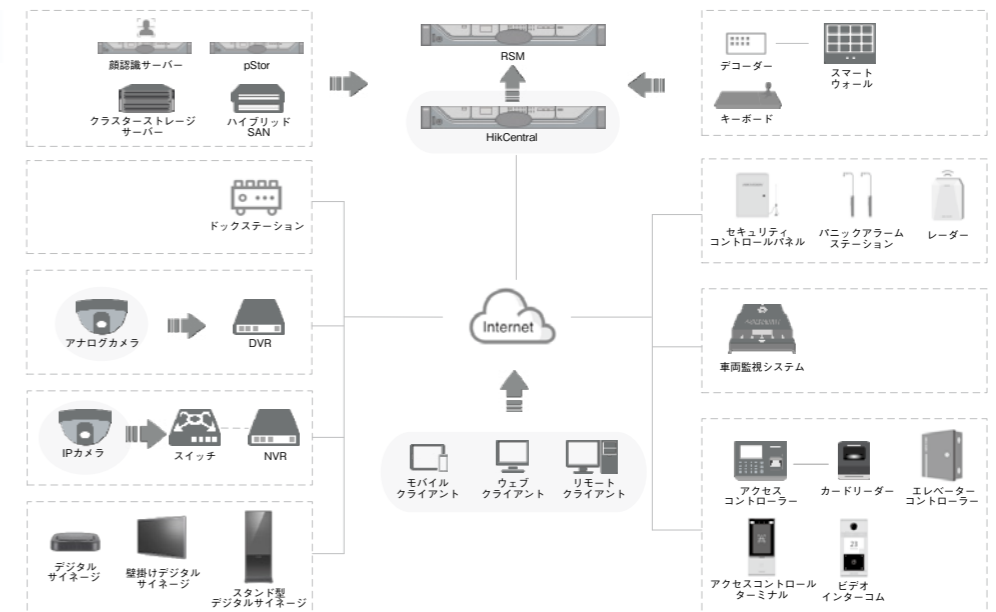 顔認識サーバー
pStor
クラスターストレージ
サーバー
ハイブリッド
SAN
RSM
HikCentral
デコーダー
スマート
ウォール
キーボード
ドックステーション
セキュリティ
コントロールパネル
パニックアラーム
ステーション
レーダー
アナログカメラ
DVR
Internet
車両監視システム
IPカメラ
スイッチ
NVR
モバイル
クライアント
ウェブ
クライアント
リモート
クライアント
アクセス
コントローラー
カードリーダー
エレベーター
コントローラー
デジタル
サイネージ
壁掛けデジタル
サイネージ
スタンド型
デジタルサイネージ
アクセスコントロール
ターミナル
23
ビデオ
インターコム